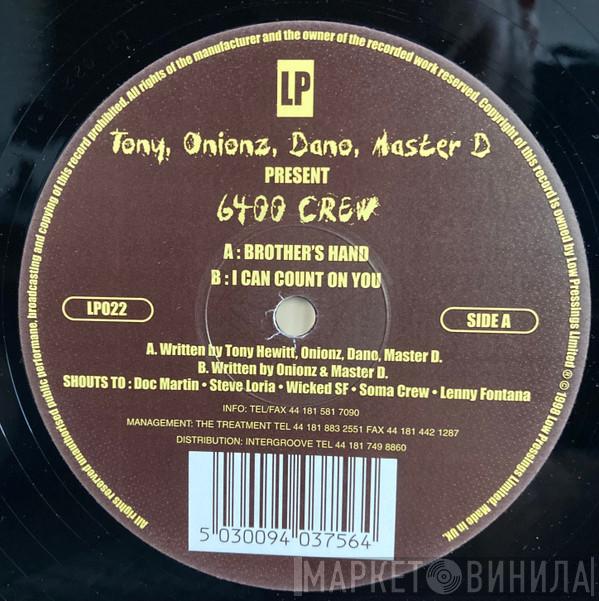 All rights of the manufacturer and the owner of the recorded work reserved. Copyright of this record is owned by Low Pressings Limited ℗ © 1998 Low Pressings Limited. Made in UK.
All rights reserved unauthorised public performane, broadcasting and copying of this record prohibited.
LP
Tony, Onionz, Dano, Master D
PRESENT
6400 CREW
A : BROTHER'S HAND
B : I CAN COUNT ON YOU
LP022
SIDE A
A. Written by Tony Hewitt, Onionz, Dano, Master D.
B. Written by Onionz & Master D.
SHOUTS TO : Doc Martin • Steve Loria • Wicked SF • Soma Crew • Lenny Fontana
INFO: TEL/FAX 44 181 581 7090
MANAGEMENT: THE TREATMENT TEL 44 181 883 2551 FAX 44 181 442 1287
DISTRIBUTION: INTERGROOVE TEL 44 181 749 8860
5 030094 037564
МАРКЕТ ВИНИЛА